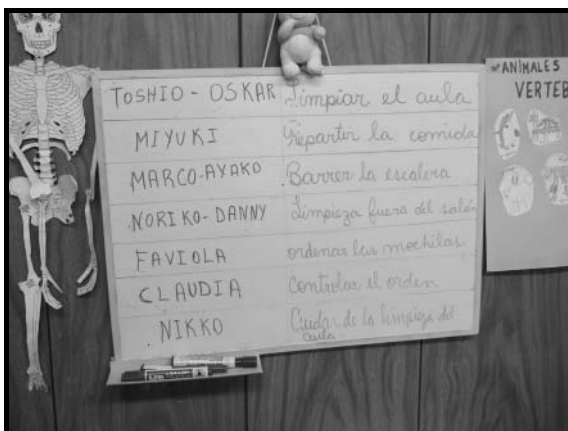 TOSHIO - OSKAR Limpiar el aula
MIYUKI Repartir la comida
MARCO-AYAKO Barrer la escalera
NORIKO-DANNY Limpieza fuera del salón
FAVIOLA ordenar las mochilas
CLAUDIA Controlar el orden
NIKKO Cuidar de la limpieza del
aula
ANIMALES
VERTEB